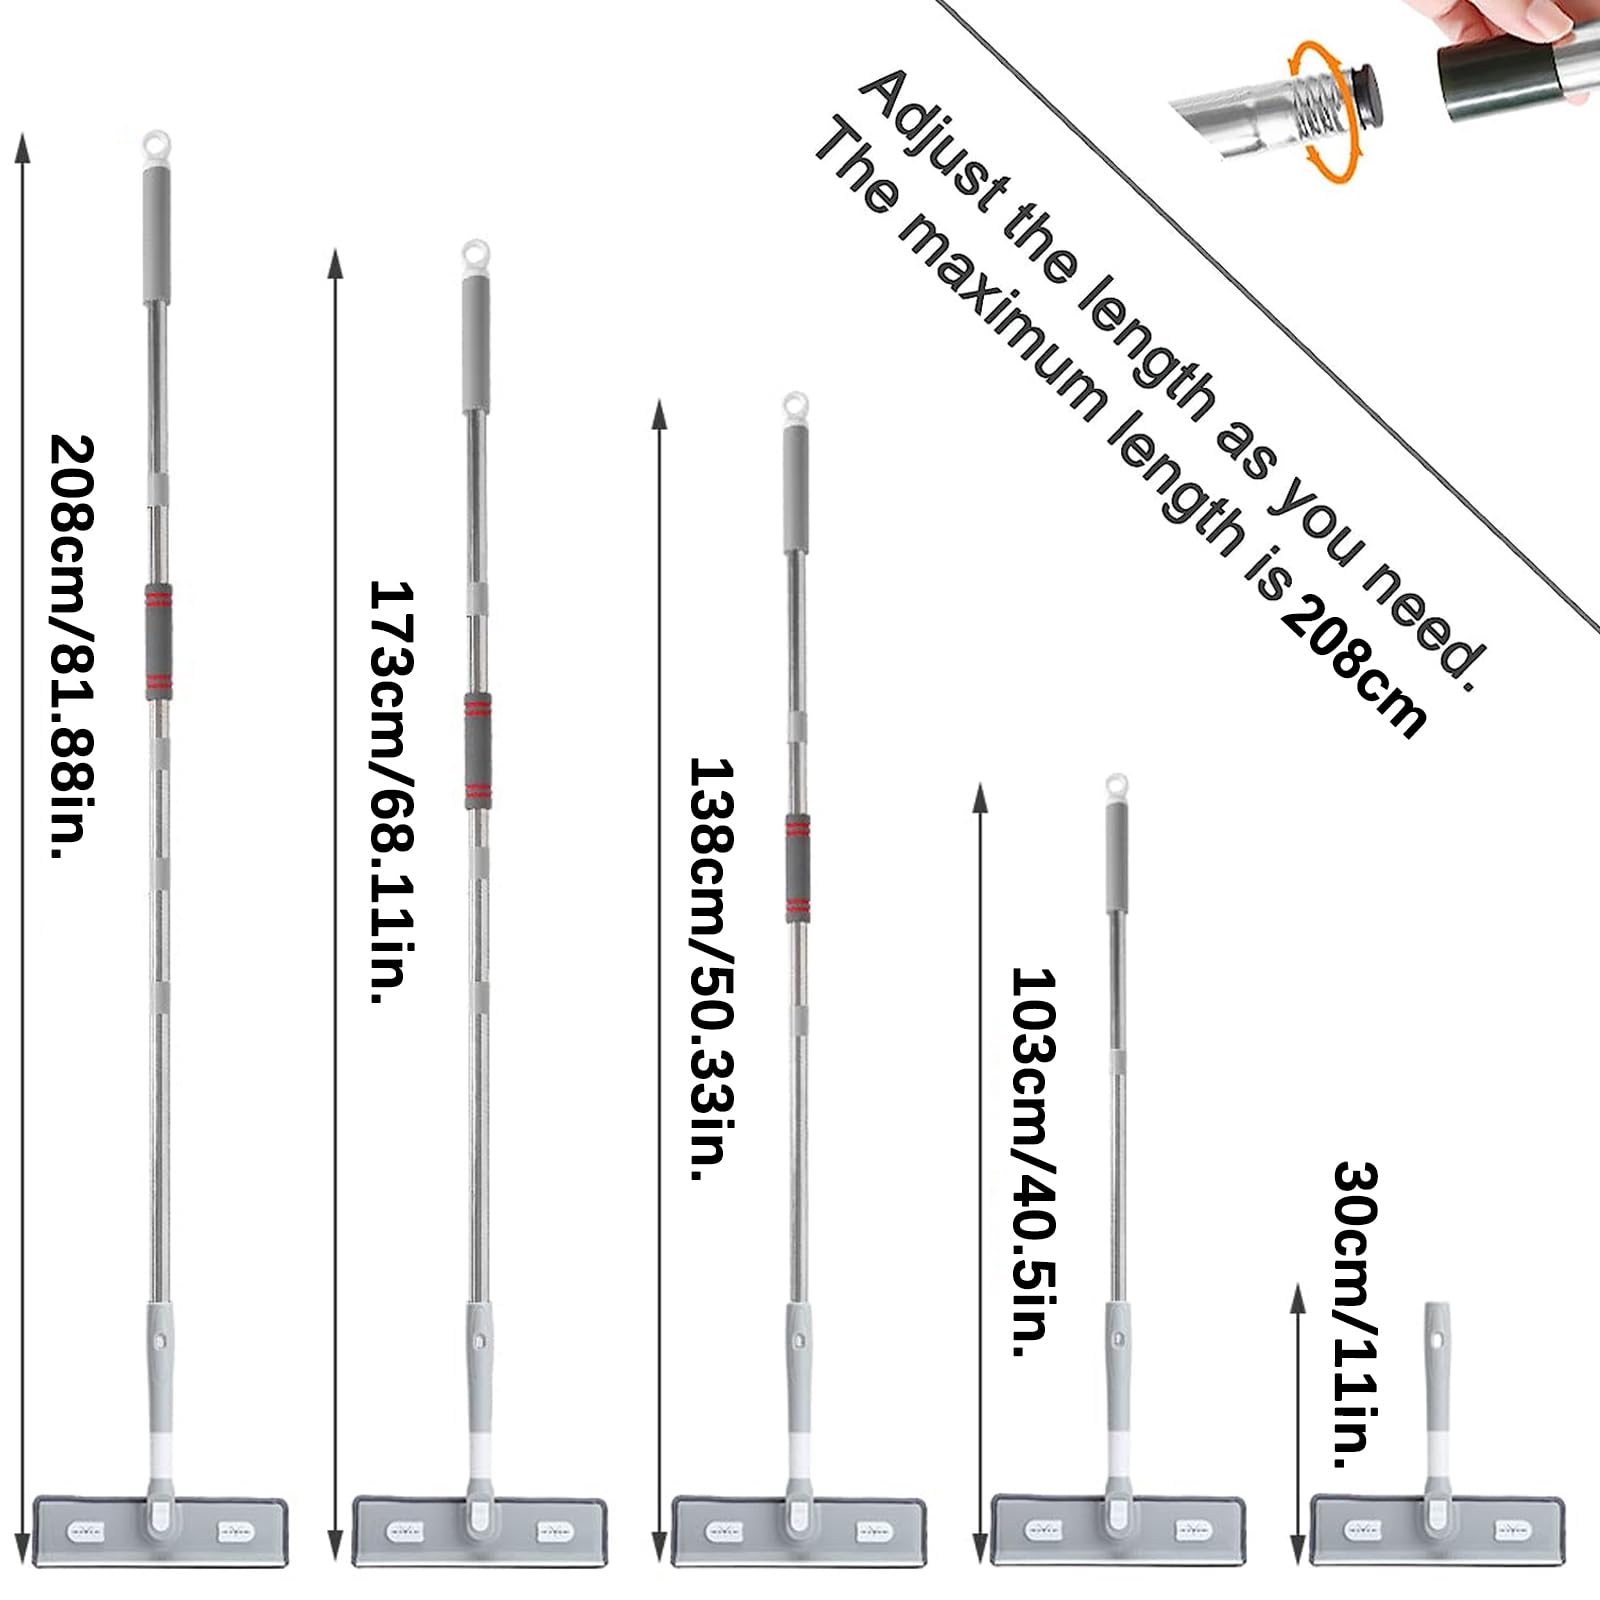 Adjust the length as you need.
The maximum length is 208cm
208cm/81.88in.
173cm/68.11in.
138cm/50.33in.
103cm/40.5in.
30cm/11in.